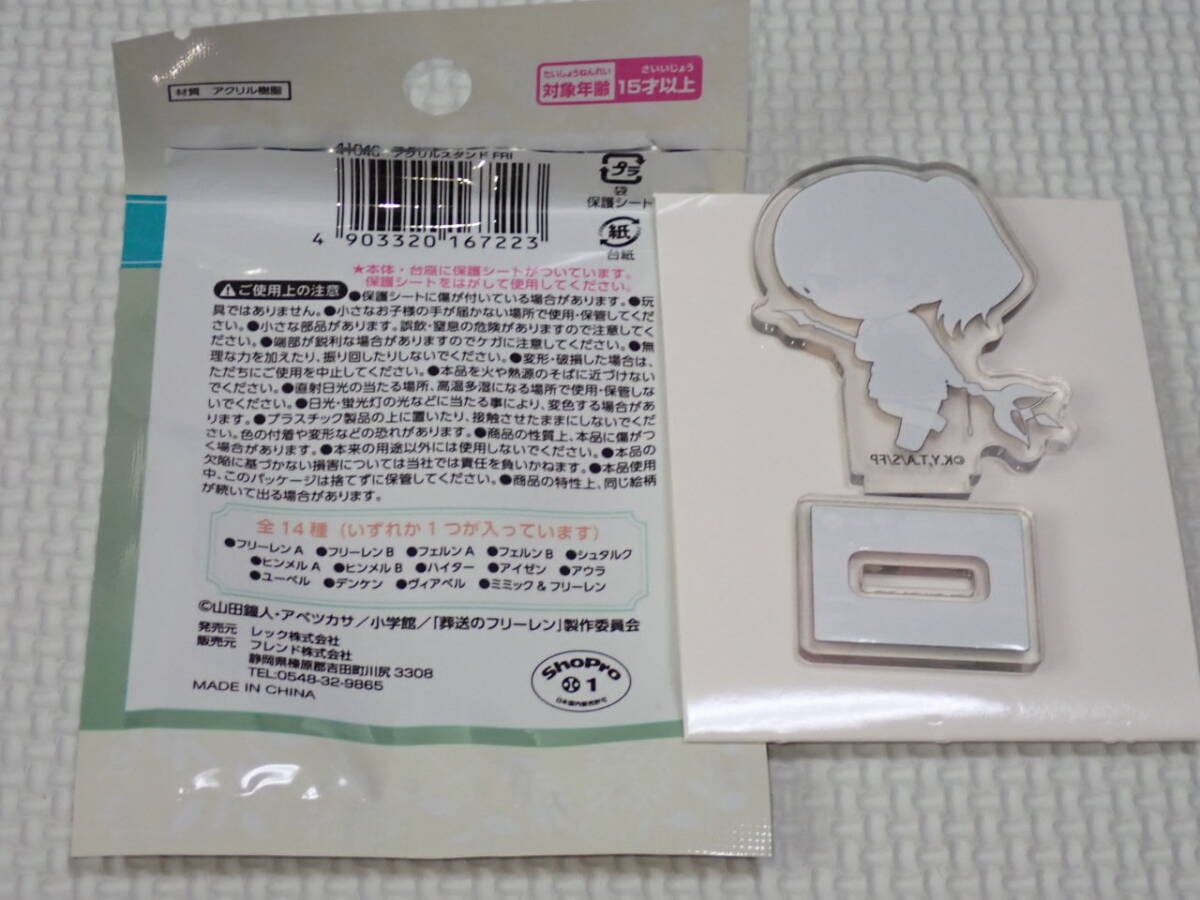 材質 アクリル樹脂
たいしょうねんれい さいいじょう
対象年齢 15才以上
アクリルスタンド FRI
4 903320 167223
プラ
袋
保護シート
紙
台紙
★本体・台座に保護シートがついています。
保護シートをはがして使用してください。
ご使用上の注意 ●保護シートに傷が付いている場合があります。●玩
具ではありません。●小さなお子様の手が届かない場所で使用・保管してくだ
さい。●小さな部品があります。誤飲・窒息の危険がありますので注意してく
ださい。●端部が鋭利な場合がありますのでケガに注意してください。●無
理な力を加えたり、振り回したりしないでください。●変形・破損した場合は、
ただちにご使用を中止してください。●本品を火や熱源のそばに近づけない
でください。●直射日光の当たる場所、高温多湿になる場所で使用・保管しな
いでください。●日光・蛍光灯の光などに当たる事により、変色する場合があ
ります。●プラスチック製品の上に置いたり、接触させたままにしないでくだ
さい。色の付着や変形などの恐れがあります。●商品の性質上、本品に傷がつ
く場合があります。●本来の用途以外には使用しないでください。●本品の
欠陥に基づかない損害については当社では責任を負いかねます。●本品使用
中、このパッケージは捨てずに保管してください。●商品の特性上、同じ絵柄
が続いて出る場合があります。
全14種（いずれか1つが入っています）
●フリーレンA ●フリーレンB ●フェルンA ●フェルンB ●シュタルク
●ヒンメルA ●ヒンメルB ●ハイター ●アイゼン ●アウラ
●ユーベル ●デンケン ●ヴィアベル ●ミミック＆フリーレン
©山田鐘人・アベツカサ／小学館／「葬送のフリーレン」製作委員会
発売元 レック株式会社
販売元 フレンド株式会社
静岡県榛原郡吉田町川尻 3308
TEL:0548-32-9865
MADE IN CHINA
ShoPro
1
日本国内販売許可
©K.Y,T.A/S/FP